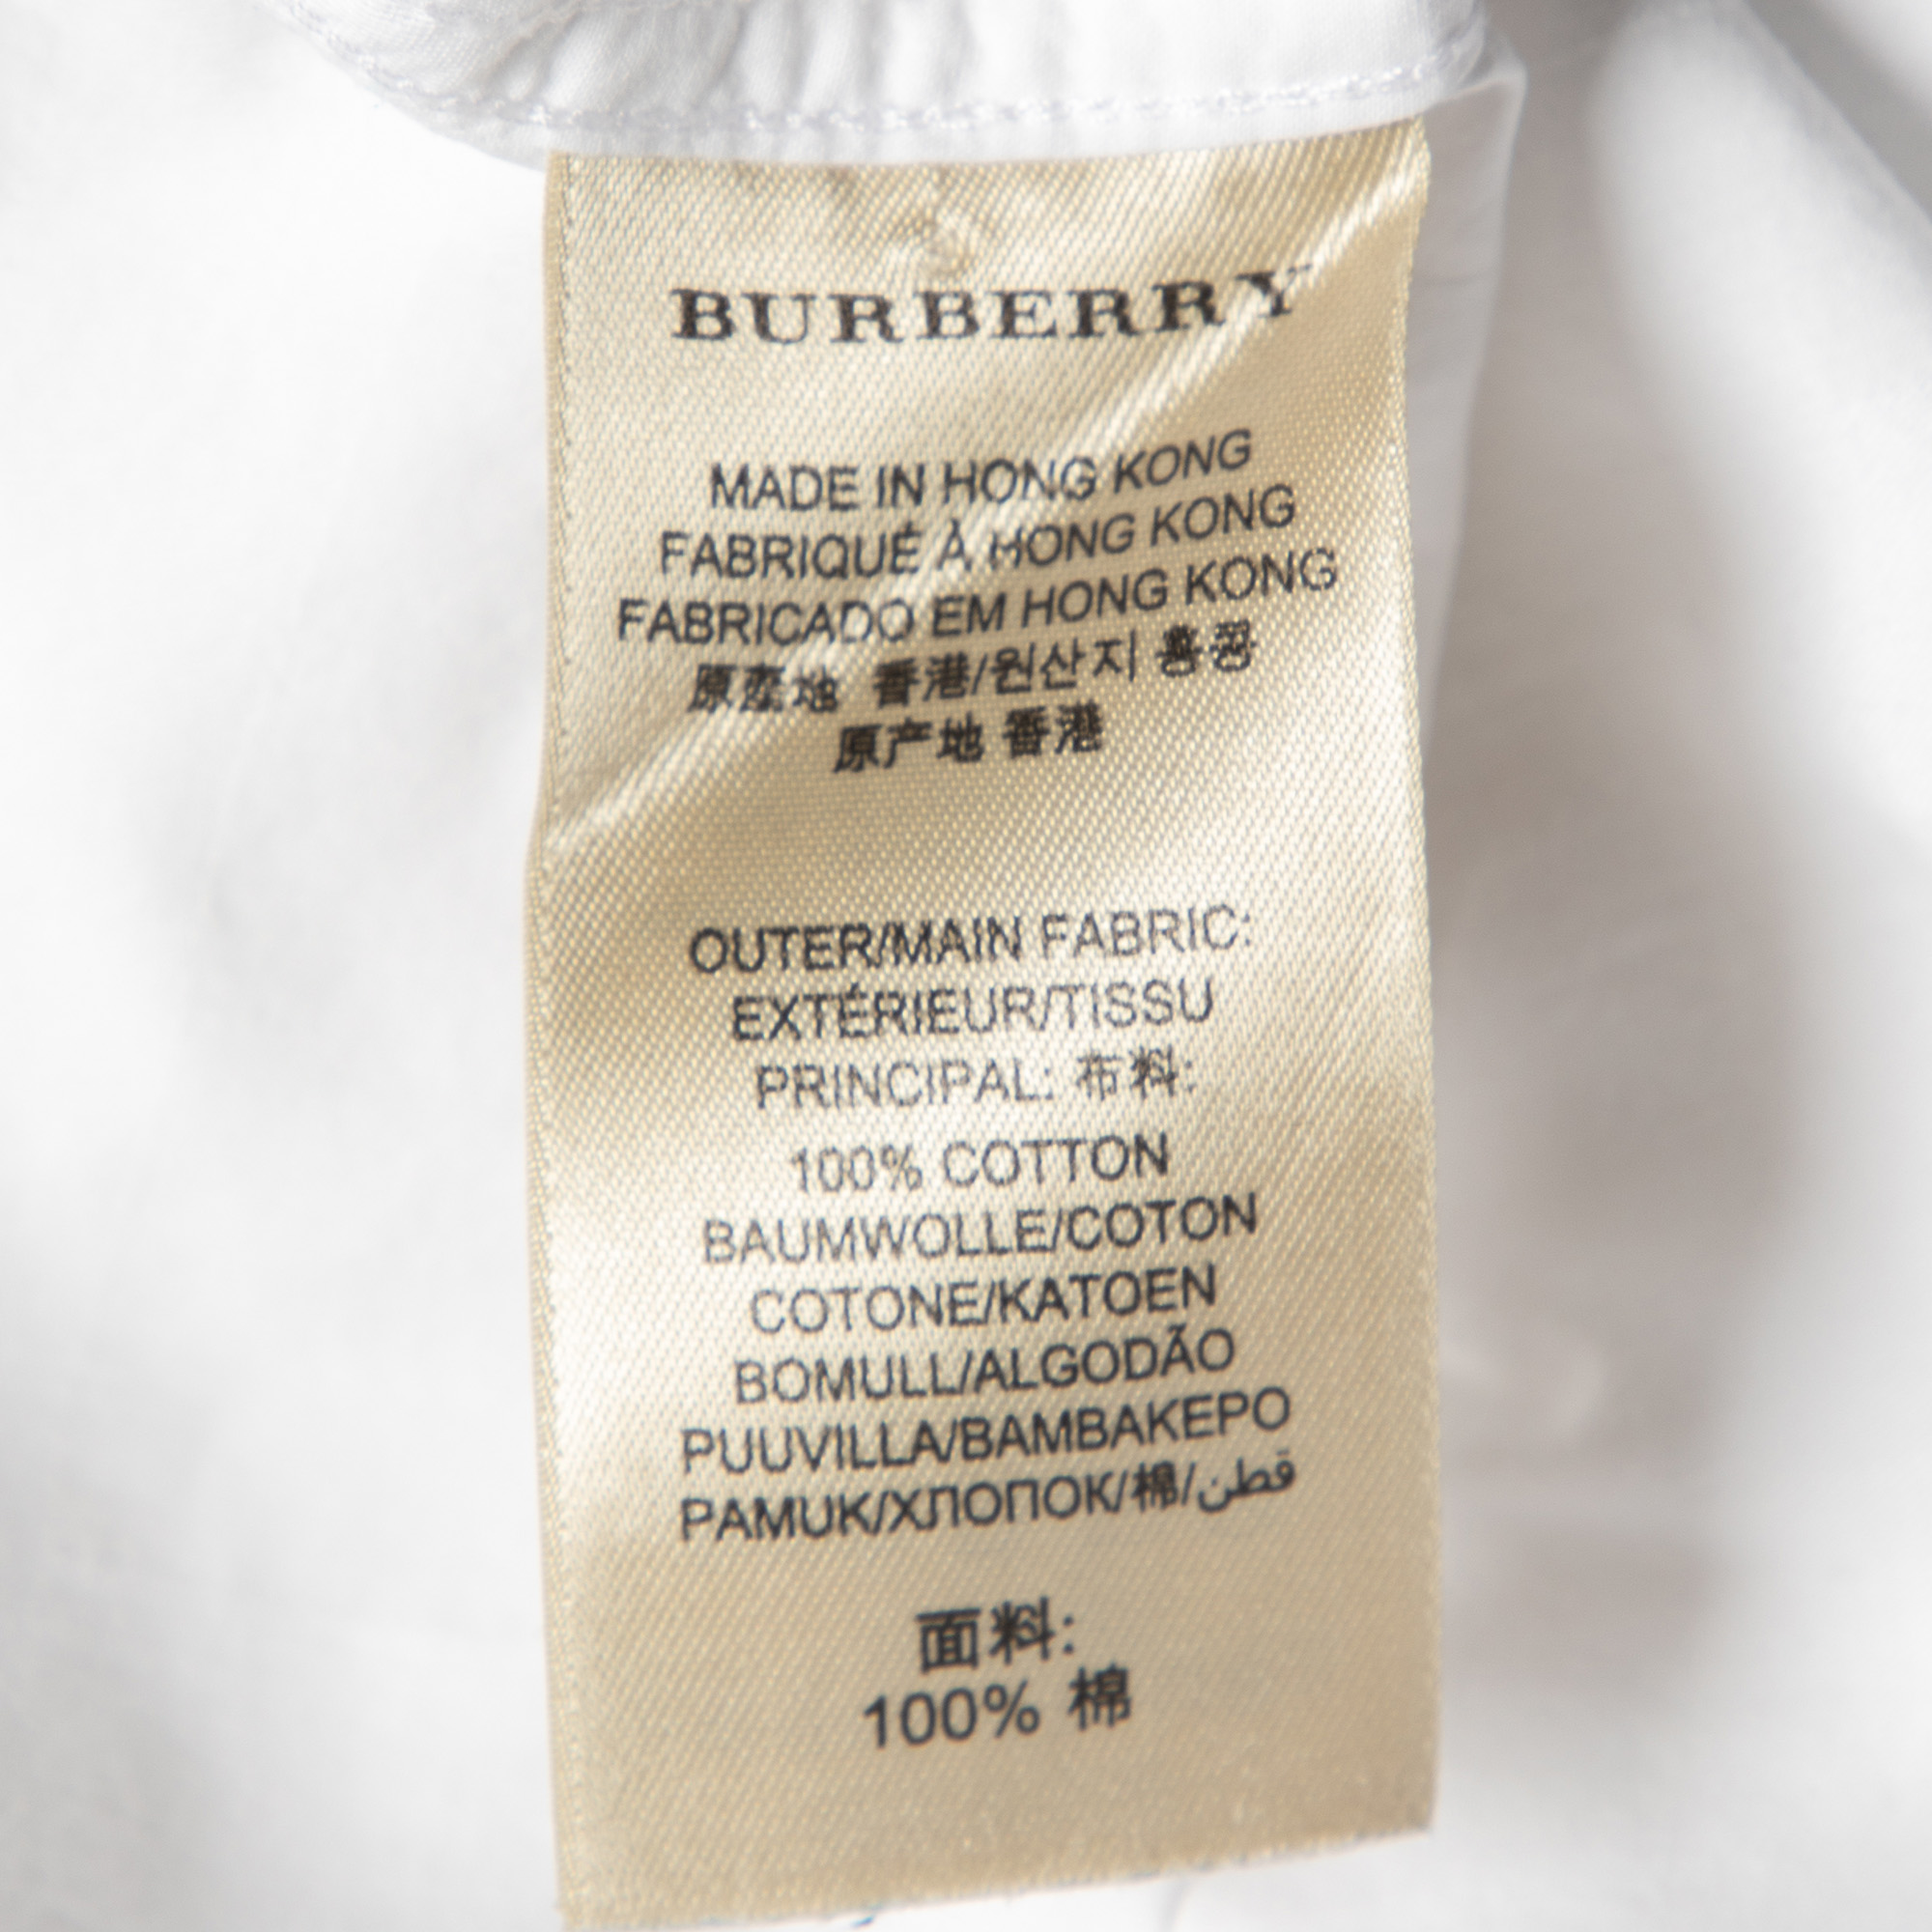 BURBERRY
MADE IN HONG KONG
FABRIQUÉ À HONG KONG
FABRICADO EM HONG KONG
原産地 香港/원산지 홍콩
原产地 香港
OUTER/MAIN FABRIC:
EXTÉRIEUR/TISSU
PRINCIPAL: 布料:
100% COTTON
BAUMWOLLE/COTON
COTONE/KATOEN
BOMULL/ALGODÃO
PUUVILLA/BAMBAKEPO
PAMUK/ХЛОПОК/棉/قطن
面料:
100% 棉